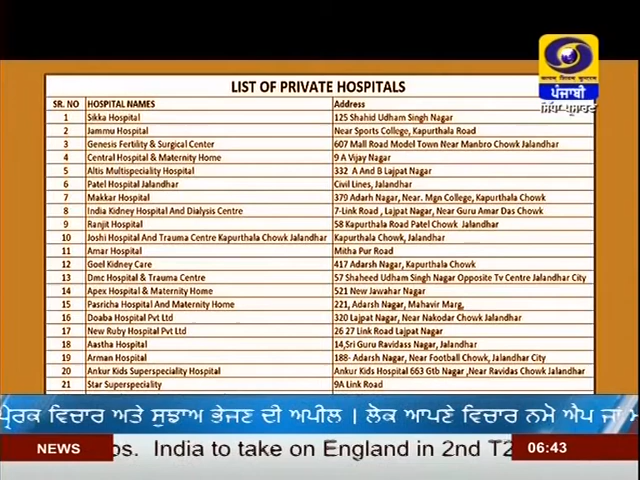 ਪੰਜਾਬੀ
LIST OF PRIVATE HOSPITALS
SR. NO HOSPITAL NAMES Address
1 Sikka Hospital 125 Shahid Udham Singh Nagar
2 Jammu Hospital Near Sports College, Kapurthala Road
3 Genesis Fertility & Surgical Center 607 Mall Road Model Town Near Manbro Chowk Jalandhar
4 Central Hospital & Maternity Home 9 A Vijay Nagar
5 Altis Multispeciality Hospital 332 A And B Lajpat Nagar
6 Patel Hospital Jalandhar Civil Lines, Jalandhar
7 Makkar Hospital 379 Adarh Nagar, Near. Mgn College, Kapurthala Chowk
8 India Kidney Hospital And Dialysis Centre 7-Link Road , Lajpat Nagar, Near Guru Amar Das Chowk
9 Ranjit Hospital 58 Kapurthala Road Patel Chowk Jalandhar
10 Joshi Hospital And Trauma Centre Kapurthala Chowk Jalandhar Kapurthala Chowk, Jalandhar
11 Amar Hospital Mitha Pur Road
12 Goel Kidney Care 417 Adarsh Nagar, Kapurthala Chowk
13 Dmc Hospital & Trauma Centre 57 Shaheed Udham Singh Nagar Opposite Tv Centre Jalandhar City
14 Apex Hospital & Maternity Home 521 New Jawahar Nagar
15 Pasricha Hospital And Maternity Home 221, Adarsh Nagar, Mahavir Marg,
16 Doaba Hospital Pvt Ltd 320 Lajpat Nagar, Near Nakodar Chowk Jalandhar
17 New Ruby Hospital Pvt Ltd 26 27 Link Road Lajpat Nagar
18 Aastha Hospital 14,Sri Guru Ravidass Nagar, Jalandhar
19 Arman Hospital 188- Adarsh Nagar, Near Football Chowk, Jalandhar City
20 Ankur Kids Superspeciality Hospital Ankur Kids Hospital 663 Gtb Nagar ,Near Ravidas Chowk Jalandhar
21 Star Superspeciality 9A Link Road
ਪ੍ਰੇਰਕ ਵਿਚਾਰ ਅਤੇ ਸੁਝਾਅ ਭੇਜਣ ਦੀ ਅਪੀਲ । ਲੋਕ ਆਪਣੇ ਵਿਚਾਰ ਨਮੋ ਐਪ ਜਾਂ
NEWS ps. India to take on England in 2nd T2 06:43